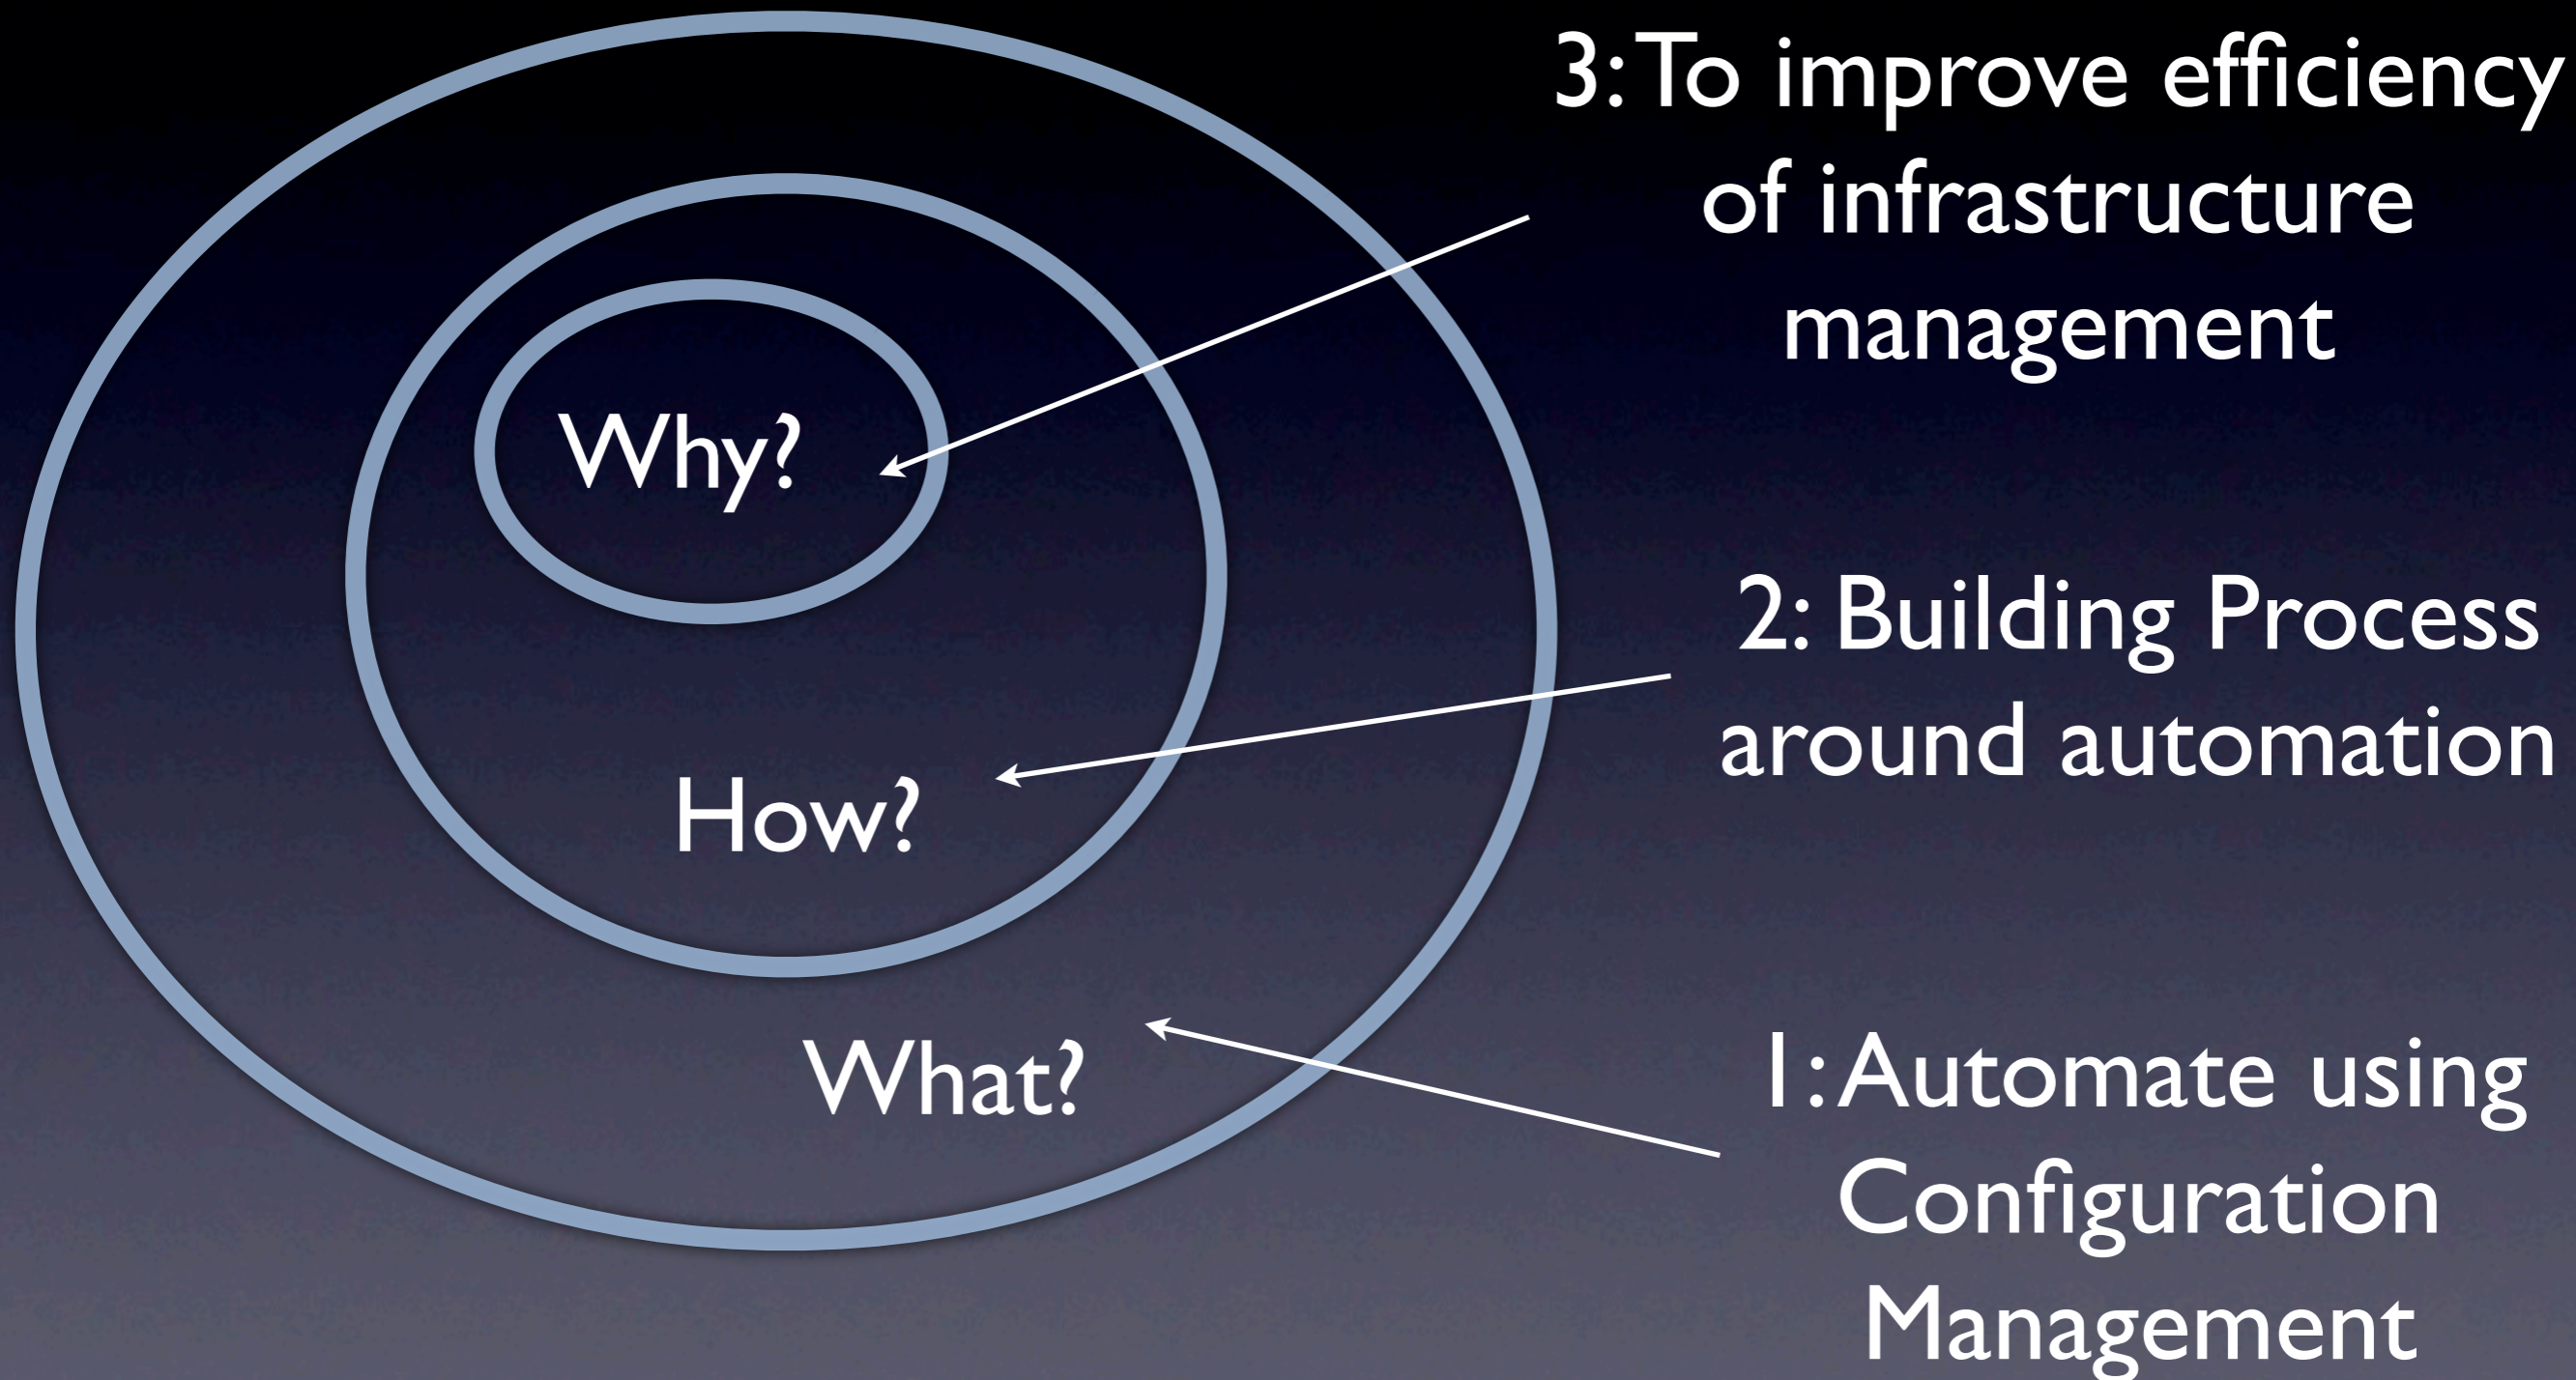 3: To improve efficiency
of infrastructure
management
Why?
2: Building Process
around automation
How?
What?
1: Automate using
Configuration
Management